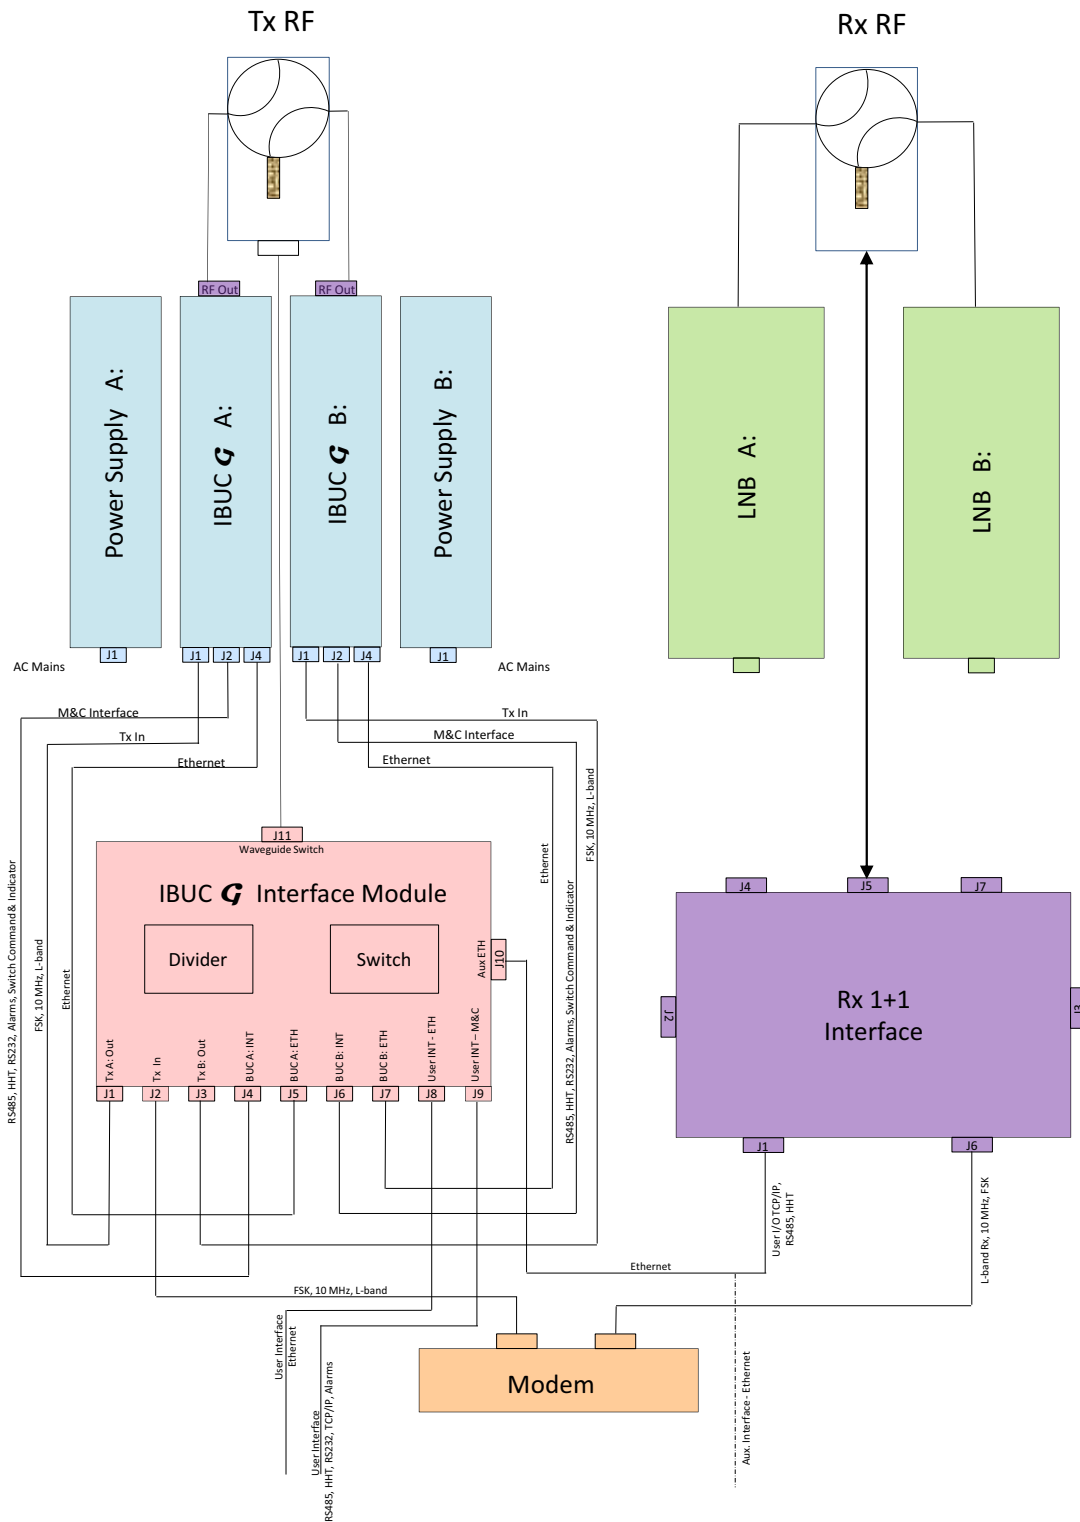 Tx RF
Rx RF
RF Out
RF Out
Power Supply A:
IBUC G A:
IBUC G B:
Power Supply B:
LNB A:
LNB B:
J1
J1
J2
J4
J1
J2
J4
J1
AC Mains
AC Mains
M&C Interface
Tx In
Ethernet
Tx In
M&C Interface
Ethernet
RS485, HHT, RS232, Alarms, Switch Command & Indicator
FSK, 10 MHz, L-band
Ethernet
Ethernet
RS485, HHT, RS232, Alarms, Switch Command & Indicator
FSK, 10 MHz, L-band
J11
Waveguide Switch
IBUC G Interface Module
Divider
Switch
Aux ETH
J10
Tx A: Out
Tx In
Tx B: Out
BUC A: INT
BUC A: ETH
BUC B: INT
BUC B: ETH
User INT - ETH
User INT – M&C
J1
J2
J3
J4
J5
J6
J7
J8
J9
J4
J5
J7
J2
J3
Rx 1+1
Interface
J1
J6
User I/O TCP/IP,
RS485, HHT
L-band Rx, 10 MHz, FSK
Ethernet
FSK, 10 MHz, L-band
User Interface
Ethernet
User Interface
RS485, HHT, RS232, TCP/IP, Alarms
Modem
Aux. Interface - Ethernet